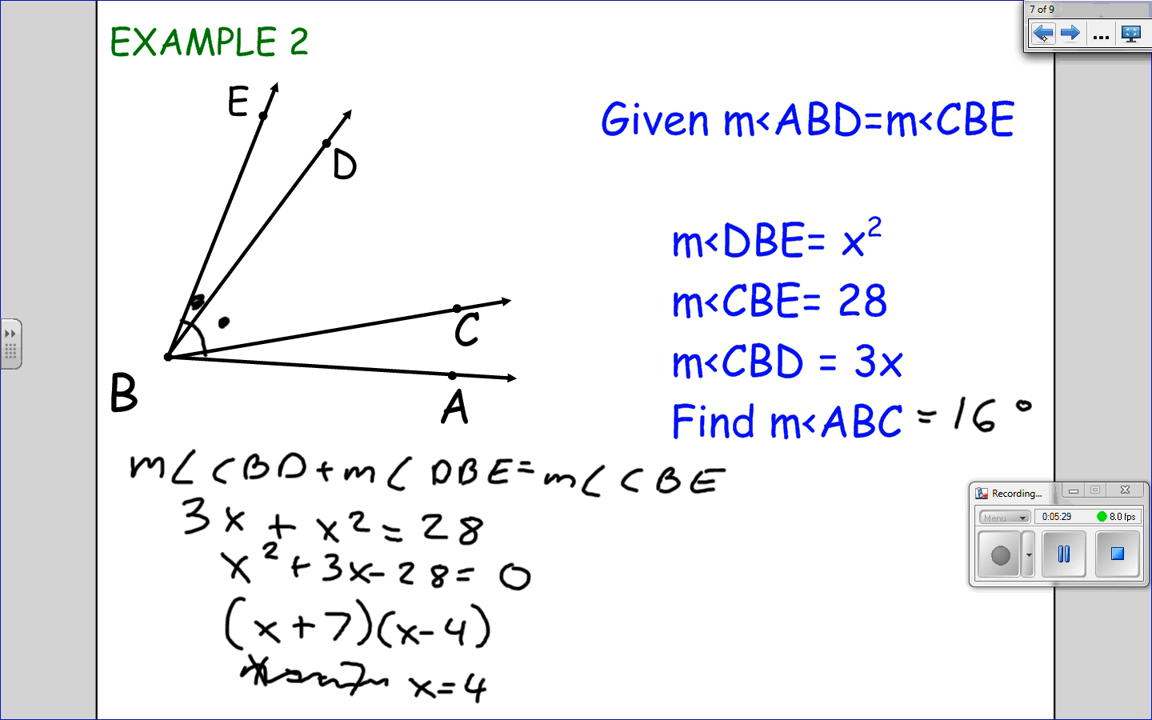 7 of 9
EXAMPLE 2
E
D
C
B
A
Given m<ABD=m<CBE
m<DBE= x²
m<CBE= 28
m<CBD = 3x
Find m<ABC = 16°
m∠CBD+m∠DBE=m∠CBE
3x + x² = 28
x² + 3x - 28 = 0
(x+7)(x-4)
x=4
Recording...
Menu
0:05:29
8.0 fps